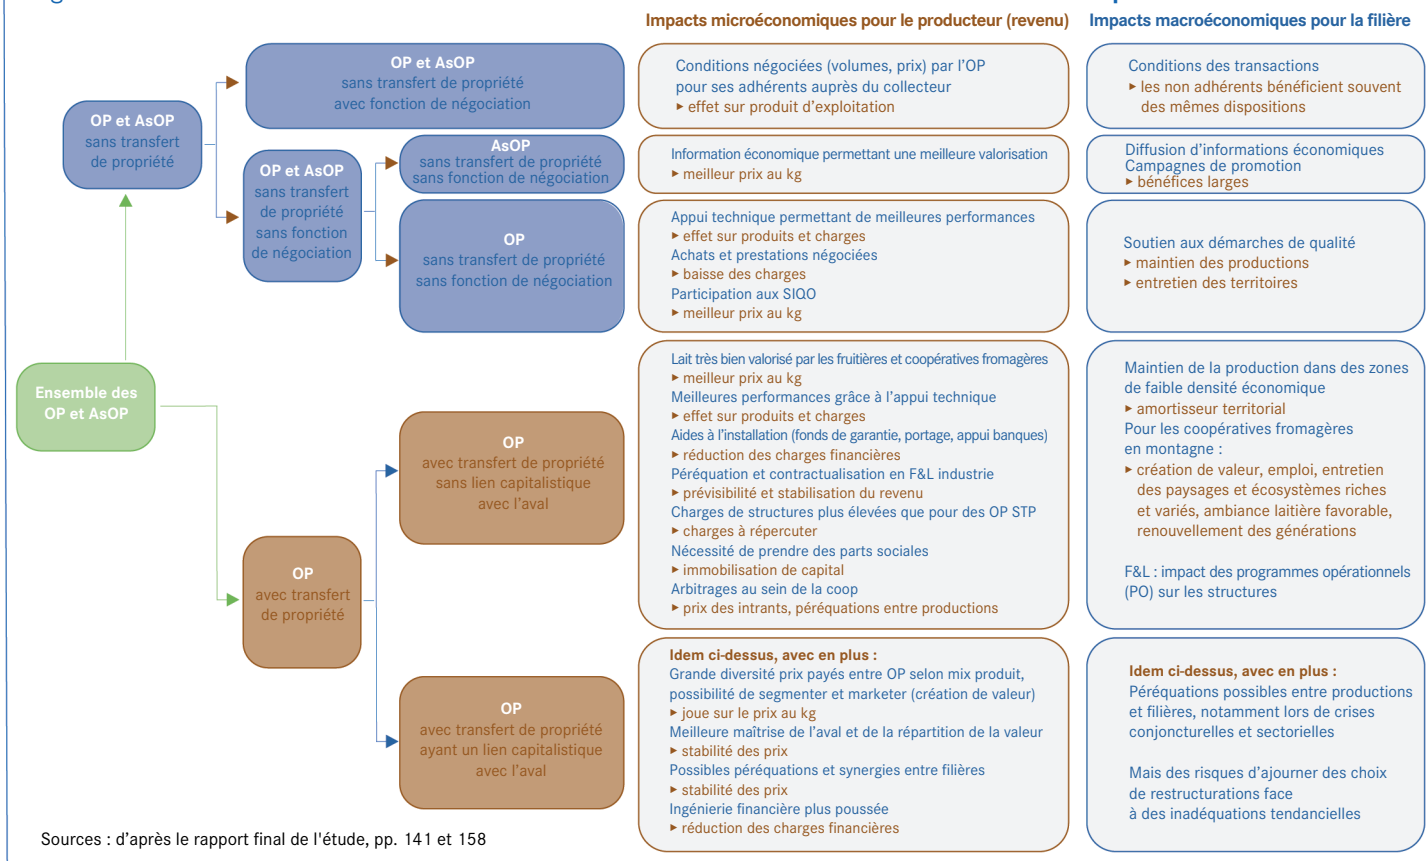 Impacts microéconomiques pour le producteur (revenu)
Impacts macroéconomiques pour la filière
OP et AsOP
sans transfert de propriété
avec fonction de négociation
Conditions négociées (volumes, prix) par l'OP
pour ses adhérents auprès du collecteur
▸ effet sur produit d'exploitation
Conditions des transactions
▸ les non adhérents bénéficient souvent
des mêmes dispositions
OP et AsOP
sans transfert
de propriété
OP et AsOP
sans transfert
de propriété
sans fonction
de négociation
AsOP
sans transfert de propriété
sans fonction de négociation
Information économique permettant une meilleure valorisation
▸ meilleur prix au kg
Diffusion d'informations économiques
Campagnes de promotion
▸ bénéfices larges
OP
sans transfert de propriété
sans fonction de négociation
Appui technique permettant de meilleures performances
▸ effet sur produits et charges
Achats et prestations négociées
▸ baisse des charges
Participation aux SIQO
▸ meilleur prix au kg
Soutien aux démarches de qualité
▸ maintien des productions
▸ entretien des territoires
Ensemble des
OP et AsOP
OP
avec transfert
de propriété
OP
avec transfert de propriété
sans lien capitalistique
avec l'aval
Lait très bien valorisé par les fruitières et coopératives fromagères
▸ meilleur prix au kg
Meilleures performances grâce à l'appui technique
▸ effet sur produits et charges
Aides à l'installation (fonds de garantie, portage, appui banques)
▸ réduction des charges financières
Péréquation et contractualisation en F&L industrie
▸ prévisibilité et stabilisation du revenu
Charges de structures plus élevées que pour des OP STP
▸ charges à répercuter
Nécessité de prendre des parts sociales
▸ immobilisation de capital
Arbitrages au sein de la coop
▸ prix des intrants, péréquations entre productions
Maintien de la production dans des zones
de faible densité économique
▸ amortisseur territorial
Pour les coopératives fromagères
en montagne :
▸ création de valeur, emploi, entretien
des paysages et écosystèmes riches
et variés, ambiance laitière favorable,
renouvellement des générations
F&L : impact des programmes opérationnels
(PO) sur les structures
OP
avec transfert de propriété
ayant un lien capitalistique
avec l'aval
Idem ci-dessus, avec en plus :
Grande diversité prix payés entre OP selon mix produit,
possibilité de segmenter et marketer (création de valeur)
▸ joue sur le prix au kg
Meilleure maîtrise de l'aval et de la répartition de la valeur
▸ stabilité des prix
Possibles péréquations et synergies entre filières
▸ stabilité des prix
Ingénierie financière plus poussée
▸ réduction des charges financières
Idem ci-dessus, avec en plus :
Péréquations possibles entre productions
et filières, notamment lors de crises
conjoncturelles et sectorielles
Mais des risques d'ajourner des choix
de restructurations face
à des inadéquations tendancielles
Sources : d'après le rapport final de l'étude, pp. 141 et 158